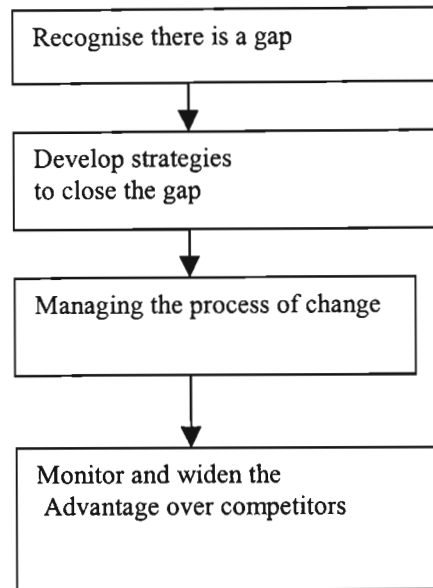 Recognise there is a gap
Develop strategies
to close the gap
Managing the process of change
Monitor and widen the
Advantage over competitors